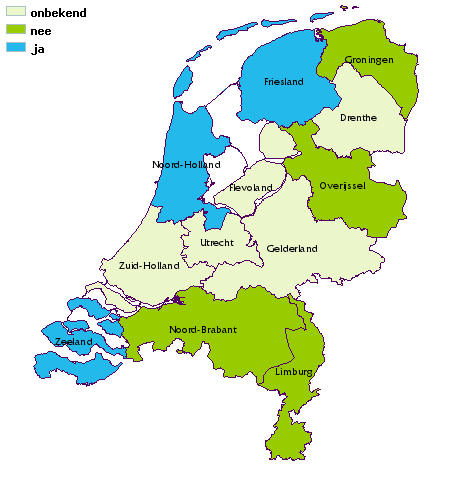 onbekend
nee
ja
Groningen
Friesland
Drenthe
Noord-Holland
Flevoland
Overijssel
Utrecht
Gelderland
Zuid-Holland
Noord-Brabant
Zeeland
Limburg